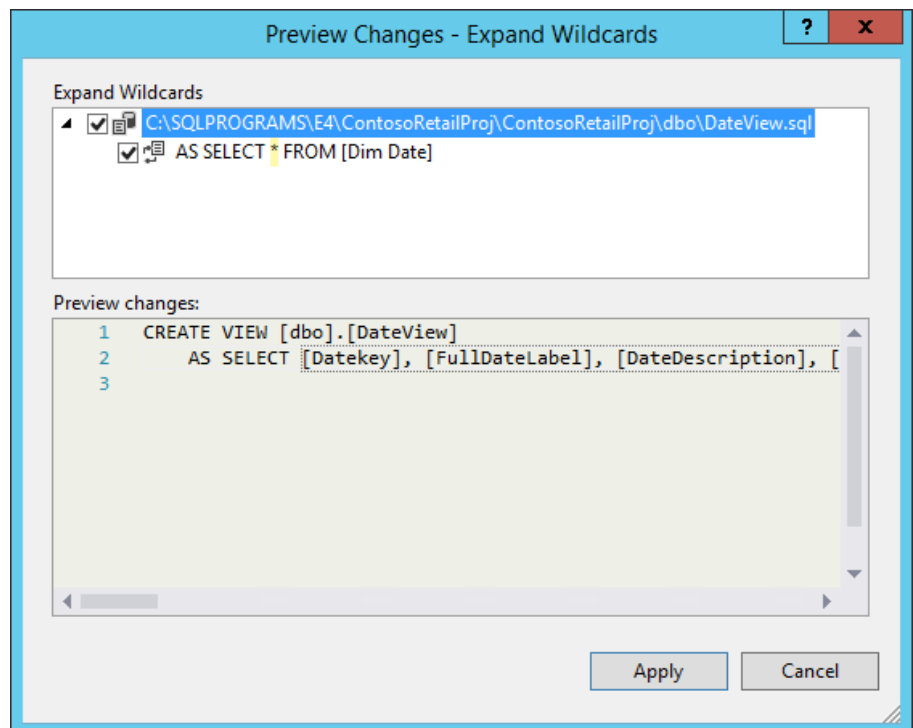 Preview Changes - Expand Wildcards
? x
Expand Wildcards
C:\SQLPROGRAMS\E4\ContosoRetailProj\ContosoRetailProj\dbo\DateView.sql
AS SELECT * FROM [Dim Date]
Preview changes:
1 CREATE VIEW [dbo].[DateView]
2 AS SELECT [Datekey], [FullDateLabel], [DateDescription], [
3
Apply Cancel